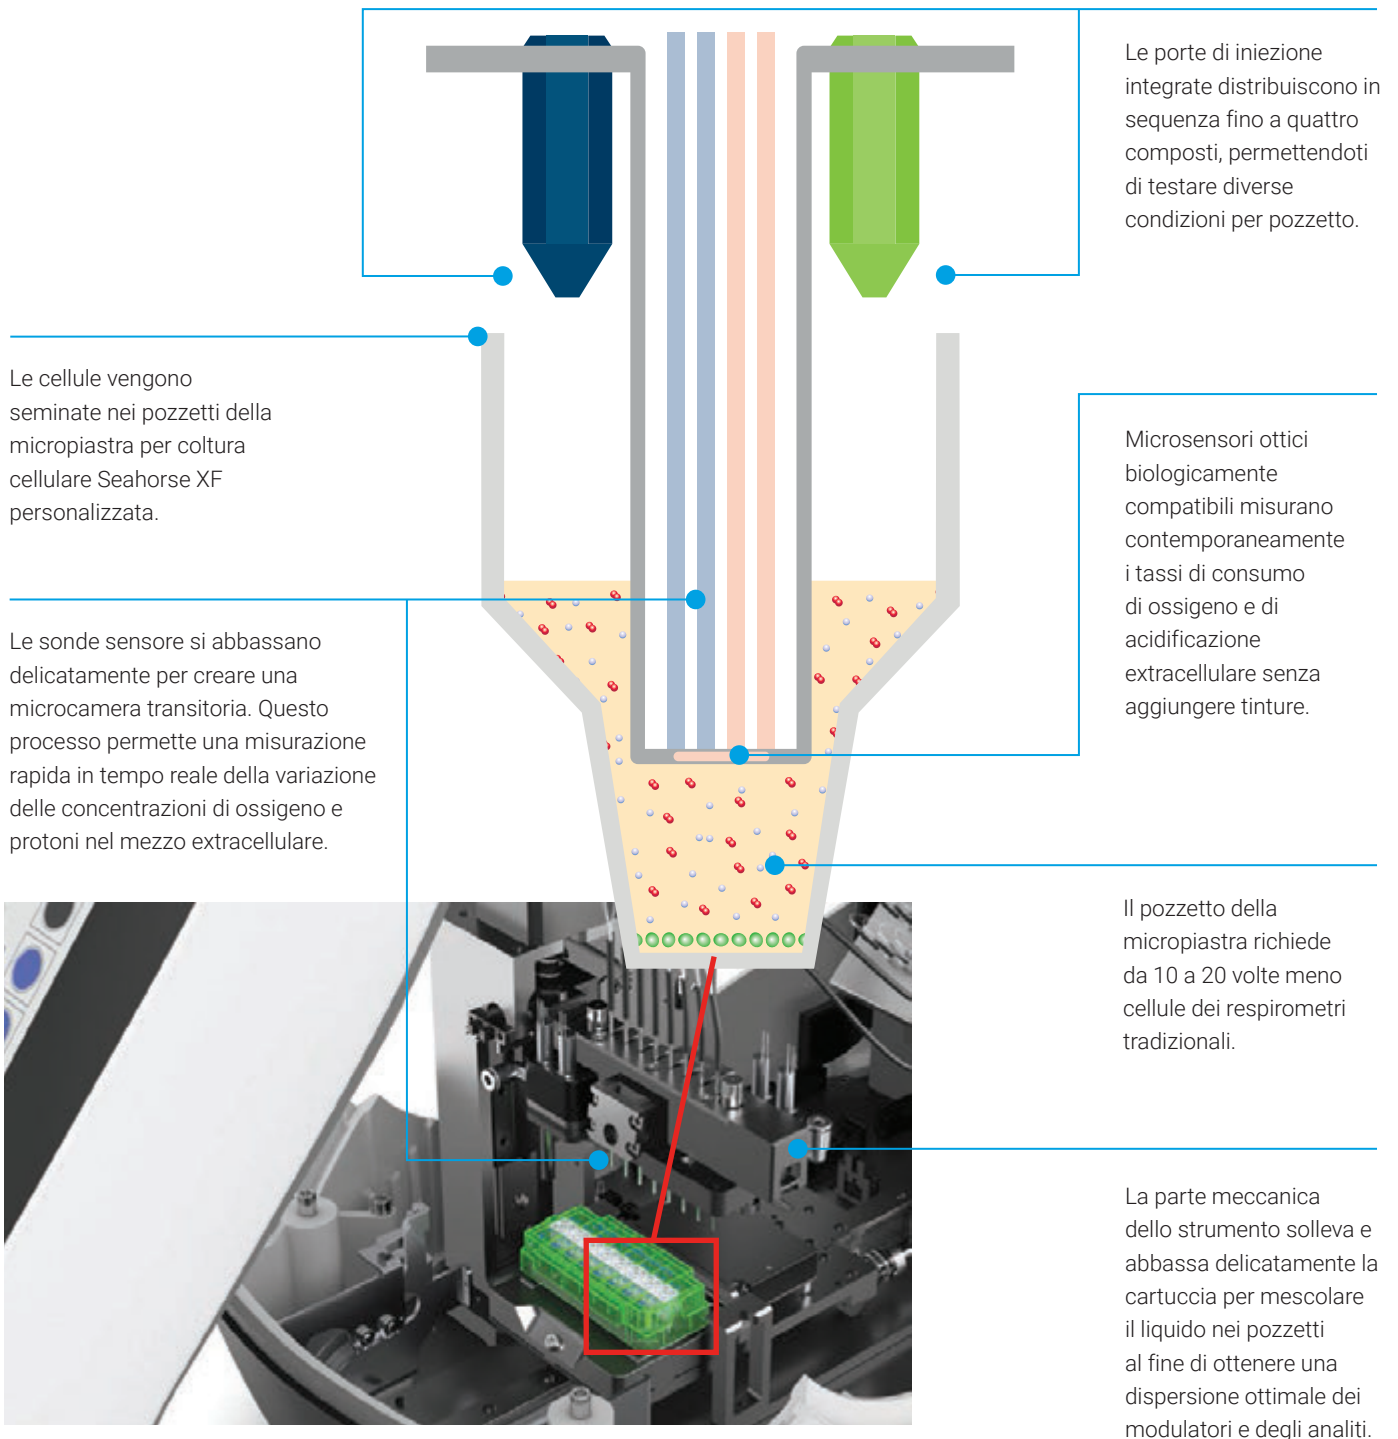 Le porte di iniezione
integrate distribuiscono in
sequenza fino a quattro
composti, permettendoti
di testare diverse
condizioni per pozzetto.
Le cellule vengono
seminate nei pozzetti della
micropiastra per coltura
cellulare Seahorse XF
personalizzata.
Microsensori ottici
biologicamente
compatibili misurano
contemporaneamente
i tassi di consumo
di ossigeno e di
acidificazione
extracellulare senza
aggiungere tinture.
Le sonde sensore si abbassano
delicatamente per creare una
microcamera transitoria. Questo
processo permette una misurazione
rapida in tempo reale della variazione
delle concentrazioni di ossigeno e
protoni nel mezzo extracellulare.
Il pozzetto della
micropiastra richiede
da 10 a 20 volte meno
cellule dei respirometri
tradizionali.
La parte meccanica
dello strumento solleva e
abbassa delicatamente la
cartuccia per mescolare
il liquido nei pozzetti
al fine di ottenere una
dispersione ottimale dei
modulatori e degli analiti.